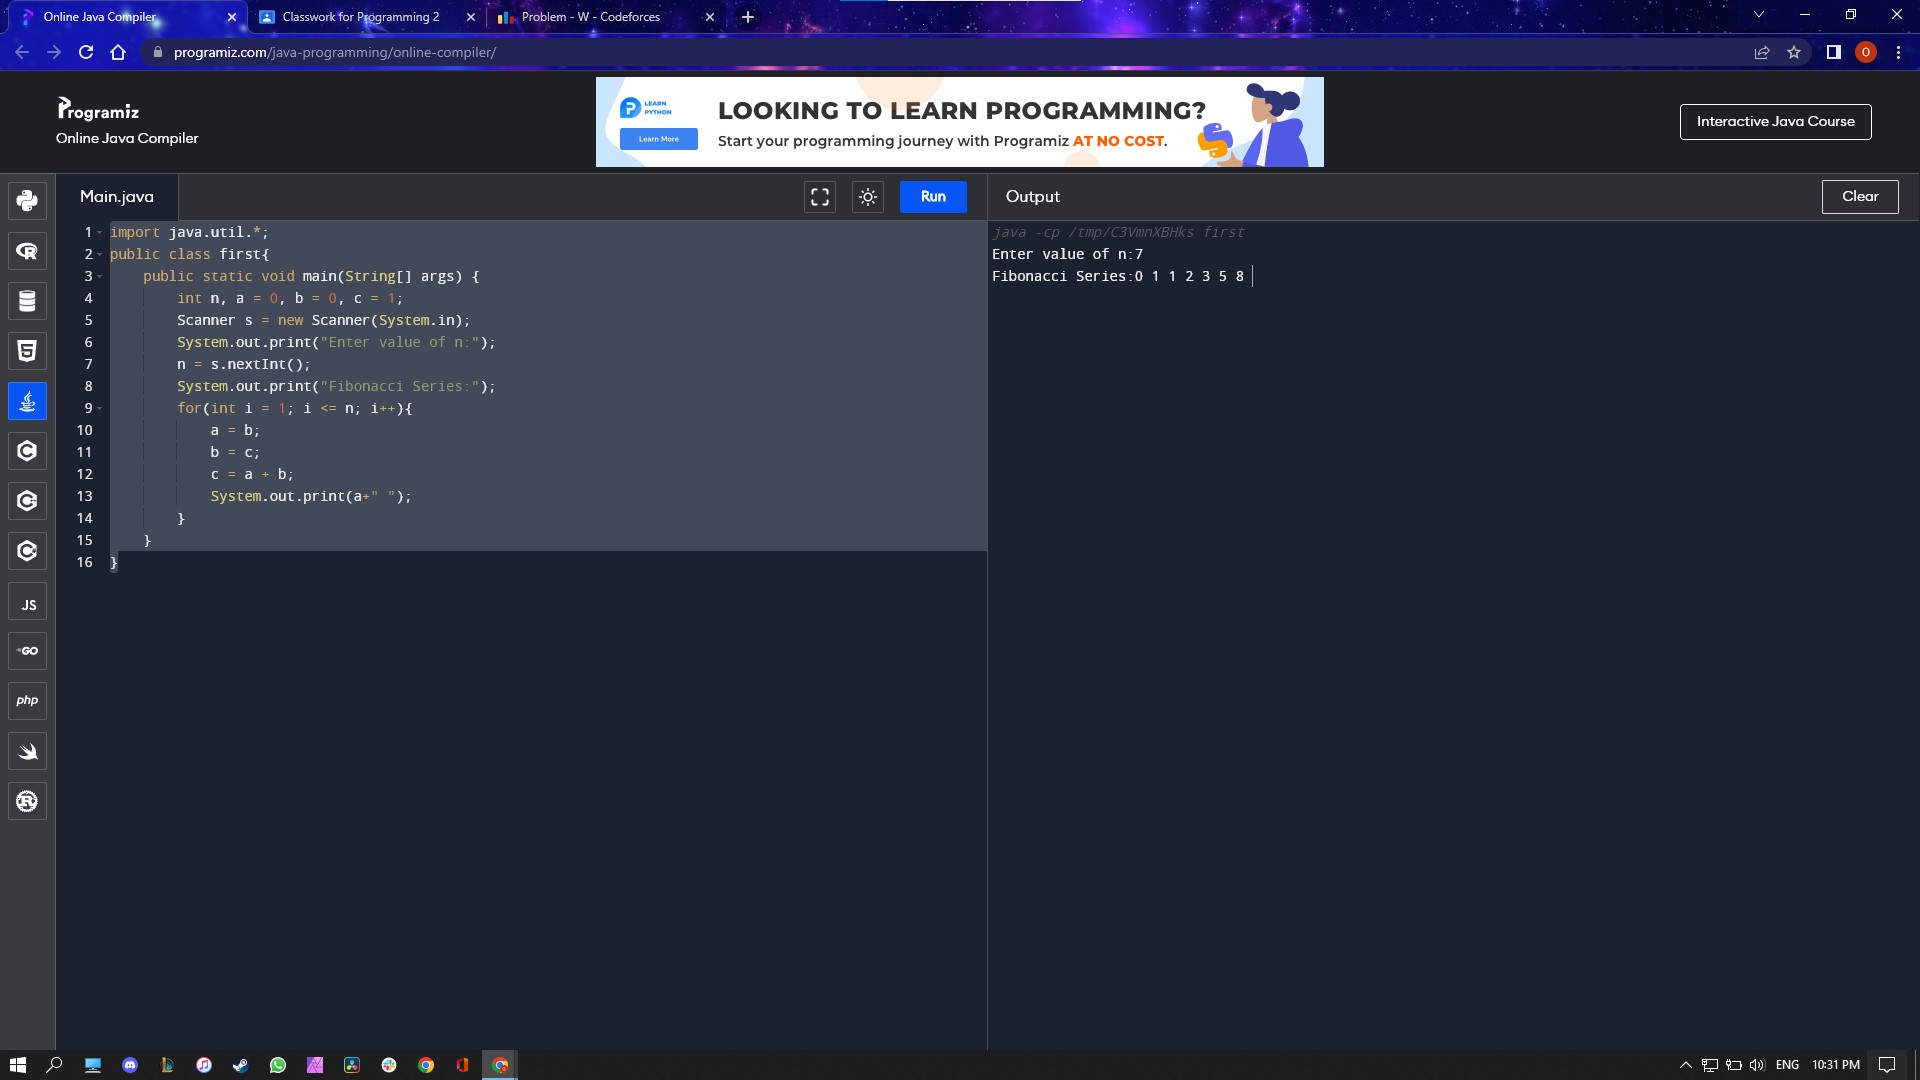 Online Java Compiler
Classwork for Programming 2
Problem - W - Codeforces
programiz.com/java-programming/online-compiler/
O
Programiz
Online Java Compiler
LEARN
PYTHON
Learn More
LOOKING TO LEARN PROGRAMMING?
Start your programming journey with Programiz AT NO COST.
Interactive Java Course
Main.java
Run
Output
Clear
1 import java.util.*;
2 public class first{
3     public static void main(String[] args) {
4         int n, a = 0, b = 0, c = 1;
5         Scanner s = new Scanner(System.in);
6         System.out.print("Enter value of n:");
7         n = s.nextInt();
8         System.out.print("Fibonacci Series:");
9         for(int i = 1; i <= n; i++){
10             a = b;
11             b = c;
12             c = a + b;
13             System.out.print(a+" ");
14         }
15     }
16 }
java -cp /tmp/C3VmnXBHks first
Enter value of n:7
Fibonacci Series:0 1 1 2 3 5 8
R
5
C
C
C
JS
GO
php
R
ENG
10:31 PM